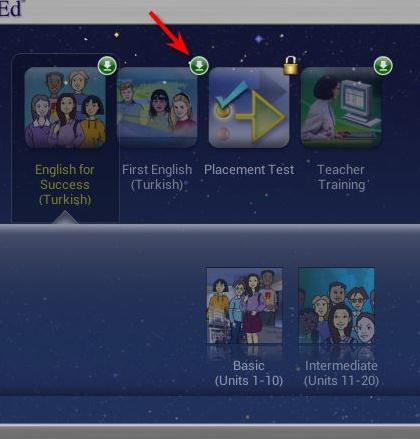 Ed
English for
Success
(Turkish)
First English
(Turkish)
Placement Test
Teacher
Training
Basic
(Units 1-10)
Intermediate
(Units 11-20)